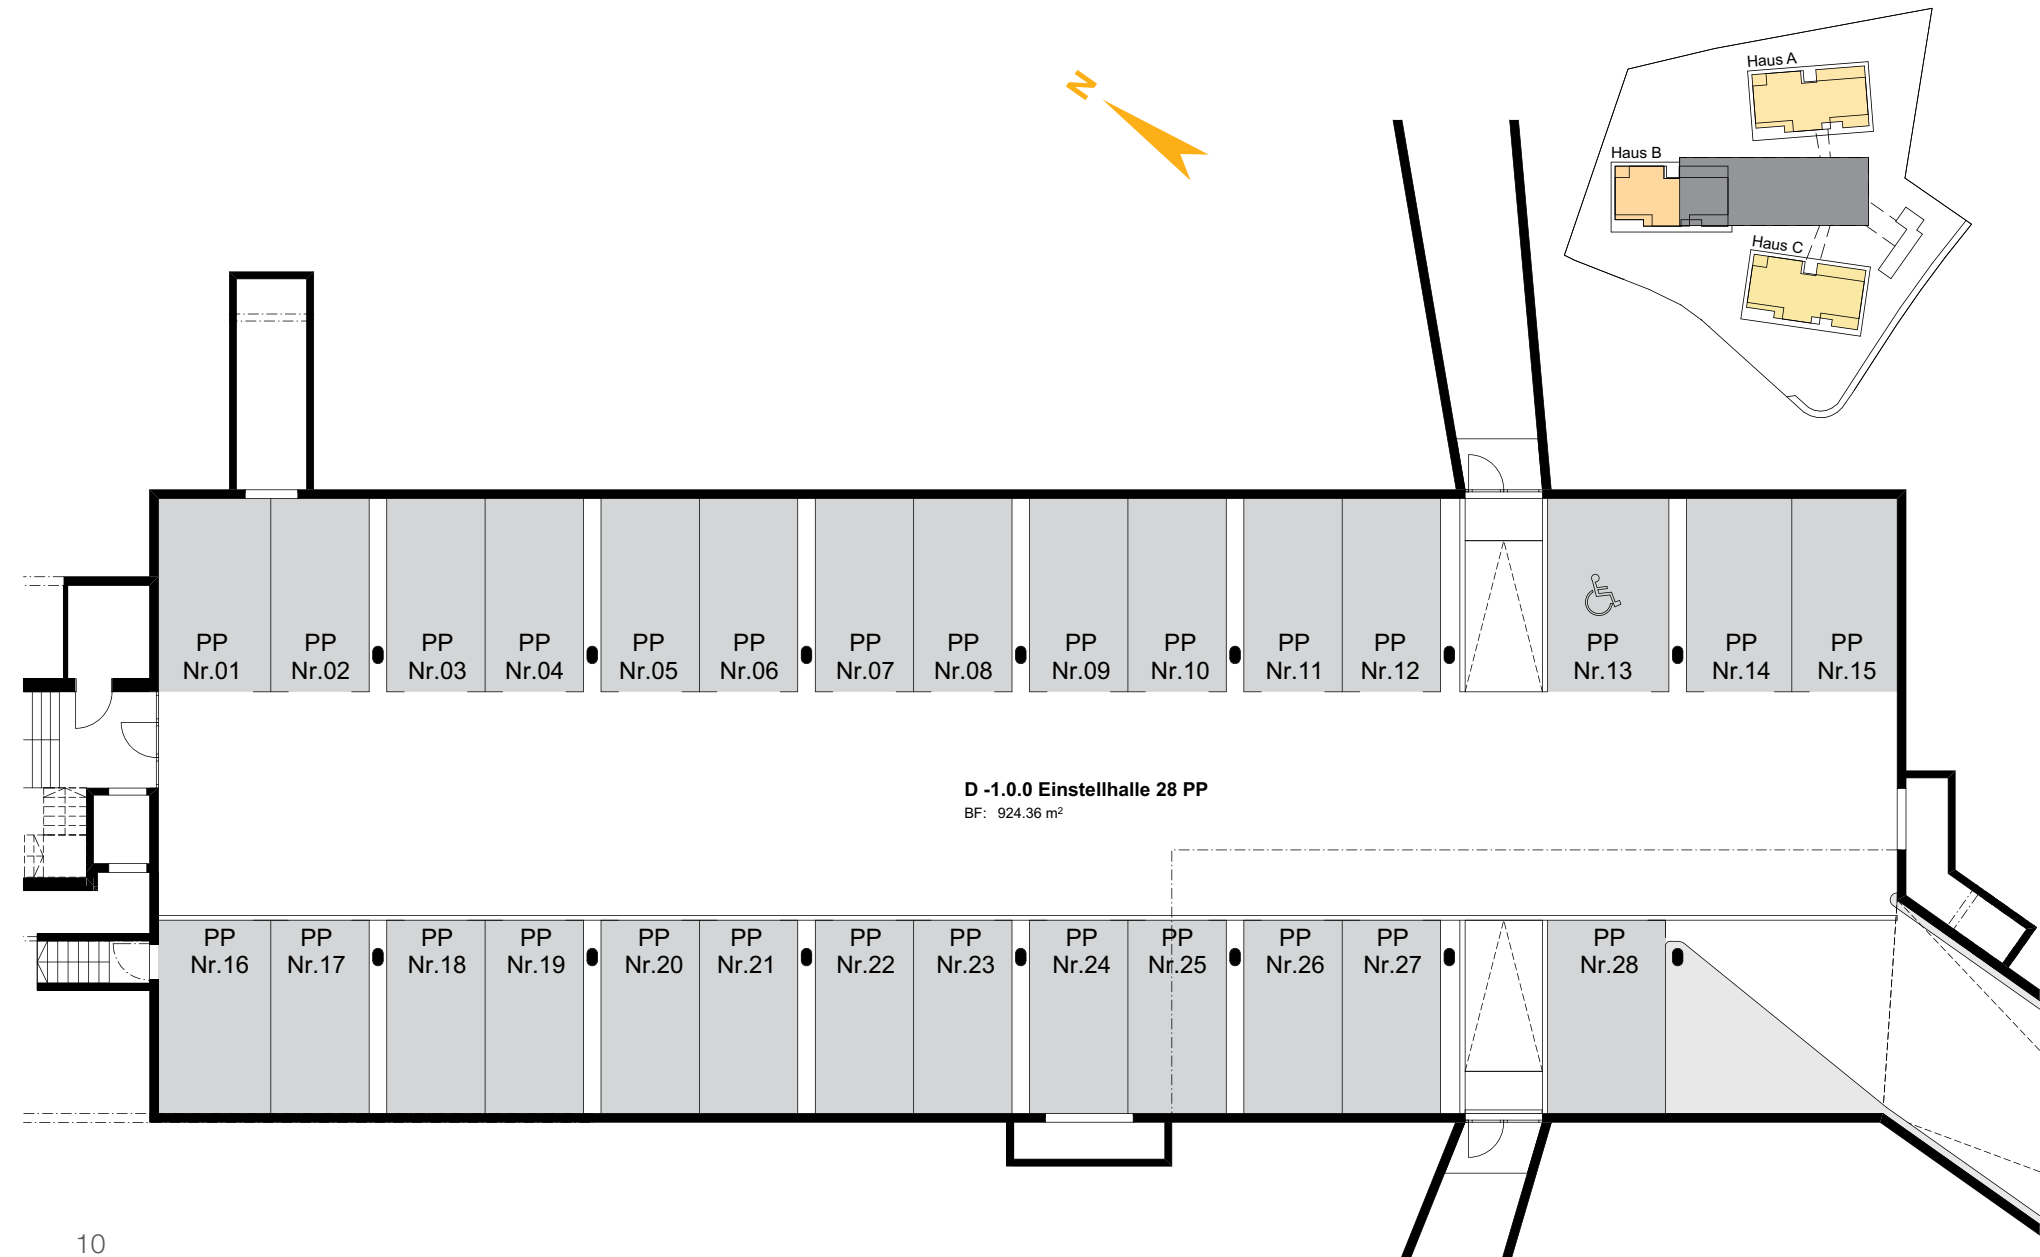 N
Haus A
Haus B
Haus C
PP
Nr.01
PP
Nr.02
PP
Nr.03
PP
Nr.04
PP
Nr.05
PP
Nr.06
PP
Nr.07
PP
Nr.08
PP
Nr.09
PP
Nr.10
PP
Nr.11
PP
Nr.12
PP
Nr.13
PP
Nr.14
PP
Nr.15
D -1.0.0 Einstellhalle 28 PP
BF: 924.36 m²
PP
Nr.16
PP
Nr.17
PP
Nr.18
PP
Nr.19
PP
Nr.20
PP
Nr.21
PP
Nr.22
PP
Nr.23
PP
Nr.24
PP
Nr.25
PP
Nr.26
PP
Nr.27
PP
Nr.28
10